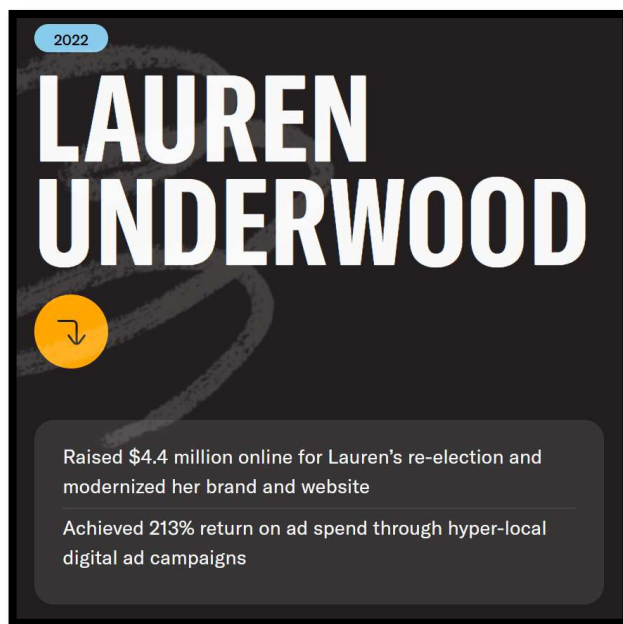 2022
LAUREN
UNDERWOOD
Raised $4.4 million online for Lauren’s re-election and
modernized her brand and website
Achieved 213% return on ad spend through hyper-local
digital ad campaigns